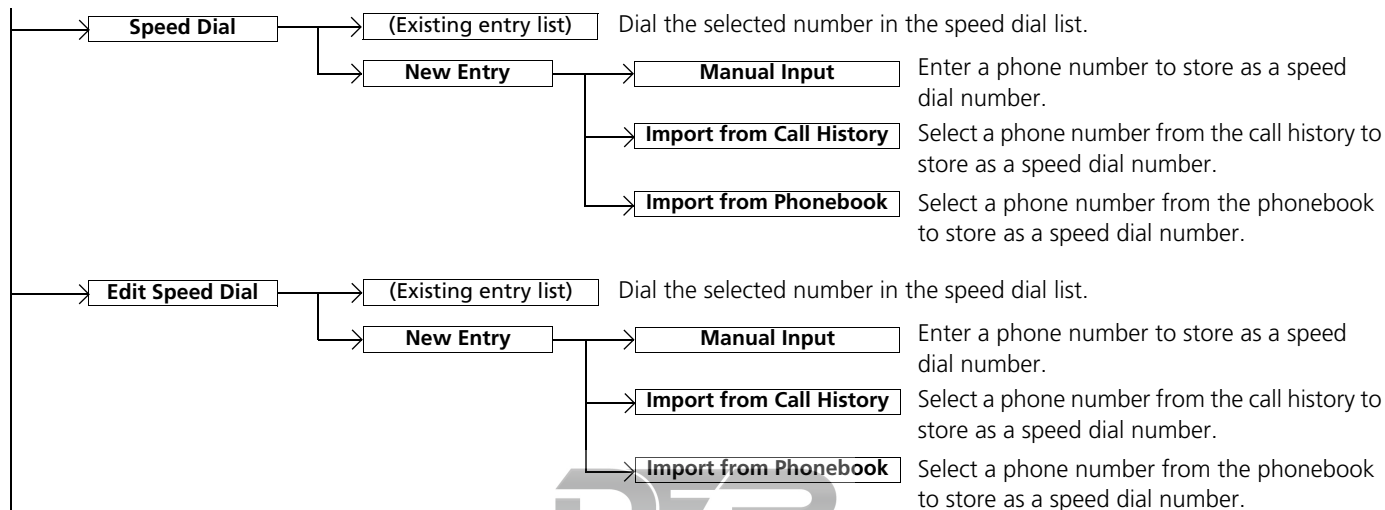 Speed Dial (Existing entry list) Dial the selected number in the speed dial list.
New Entry Manual Input Enter a phone number to store as a speed
dial number.
Import from Call History Select a phone number from the call history to
store as a speed dial number.
Import from Phonebook Select a phone number from the phonebook
to store as a speed dial number.
Edit Speed Dial (Existing entry list) Dial the selected number in the speed dial list.
New Entry Manual Input Enter a phone number to store as a speed
dial number.
Import from Call History Select a phone number from the call history to
store as a speed dial number.
Import from Phonebook Select a phone number from the phonebook
to store as a speed dial number.